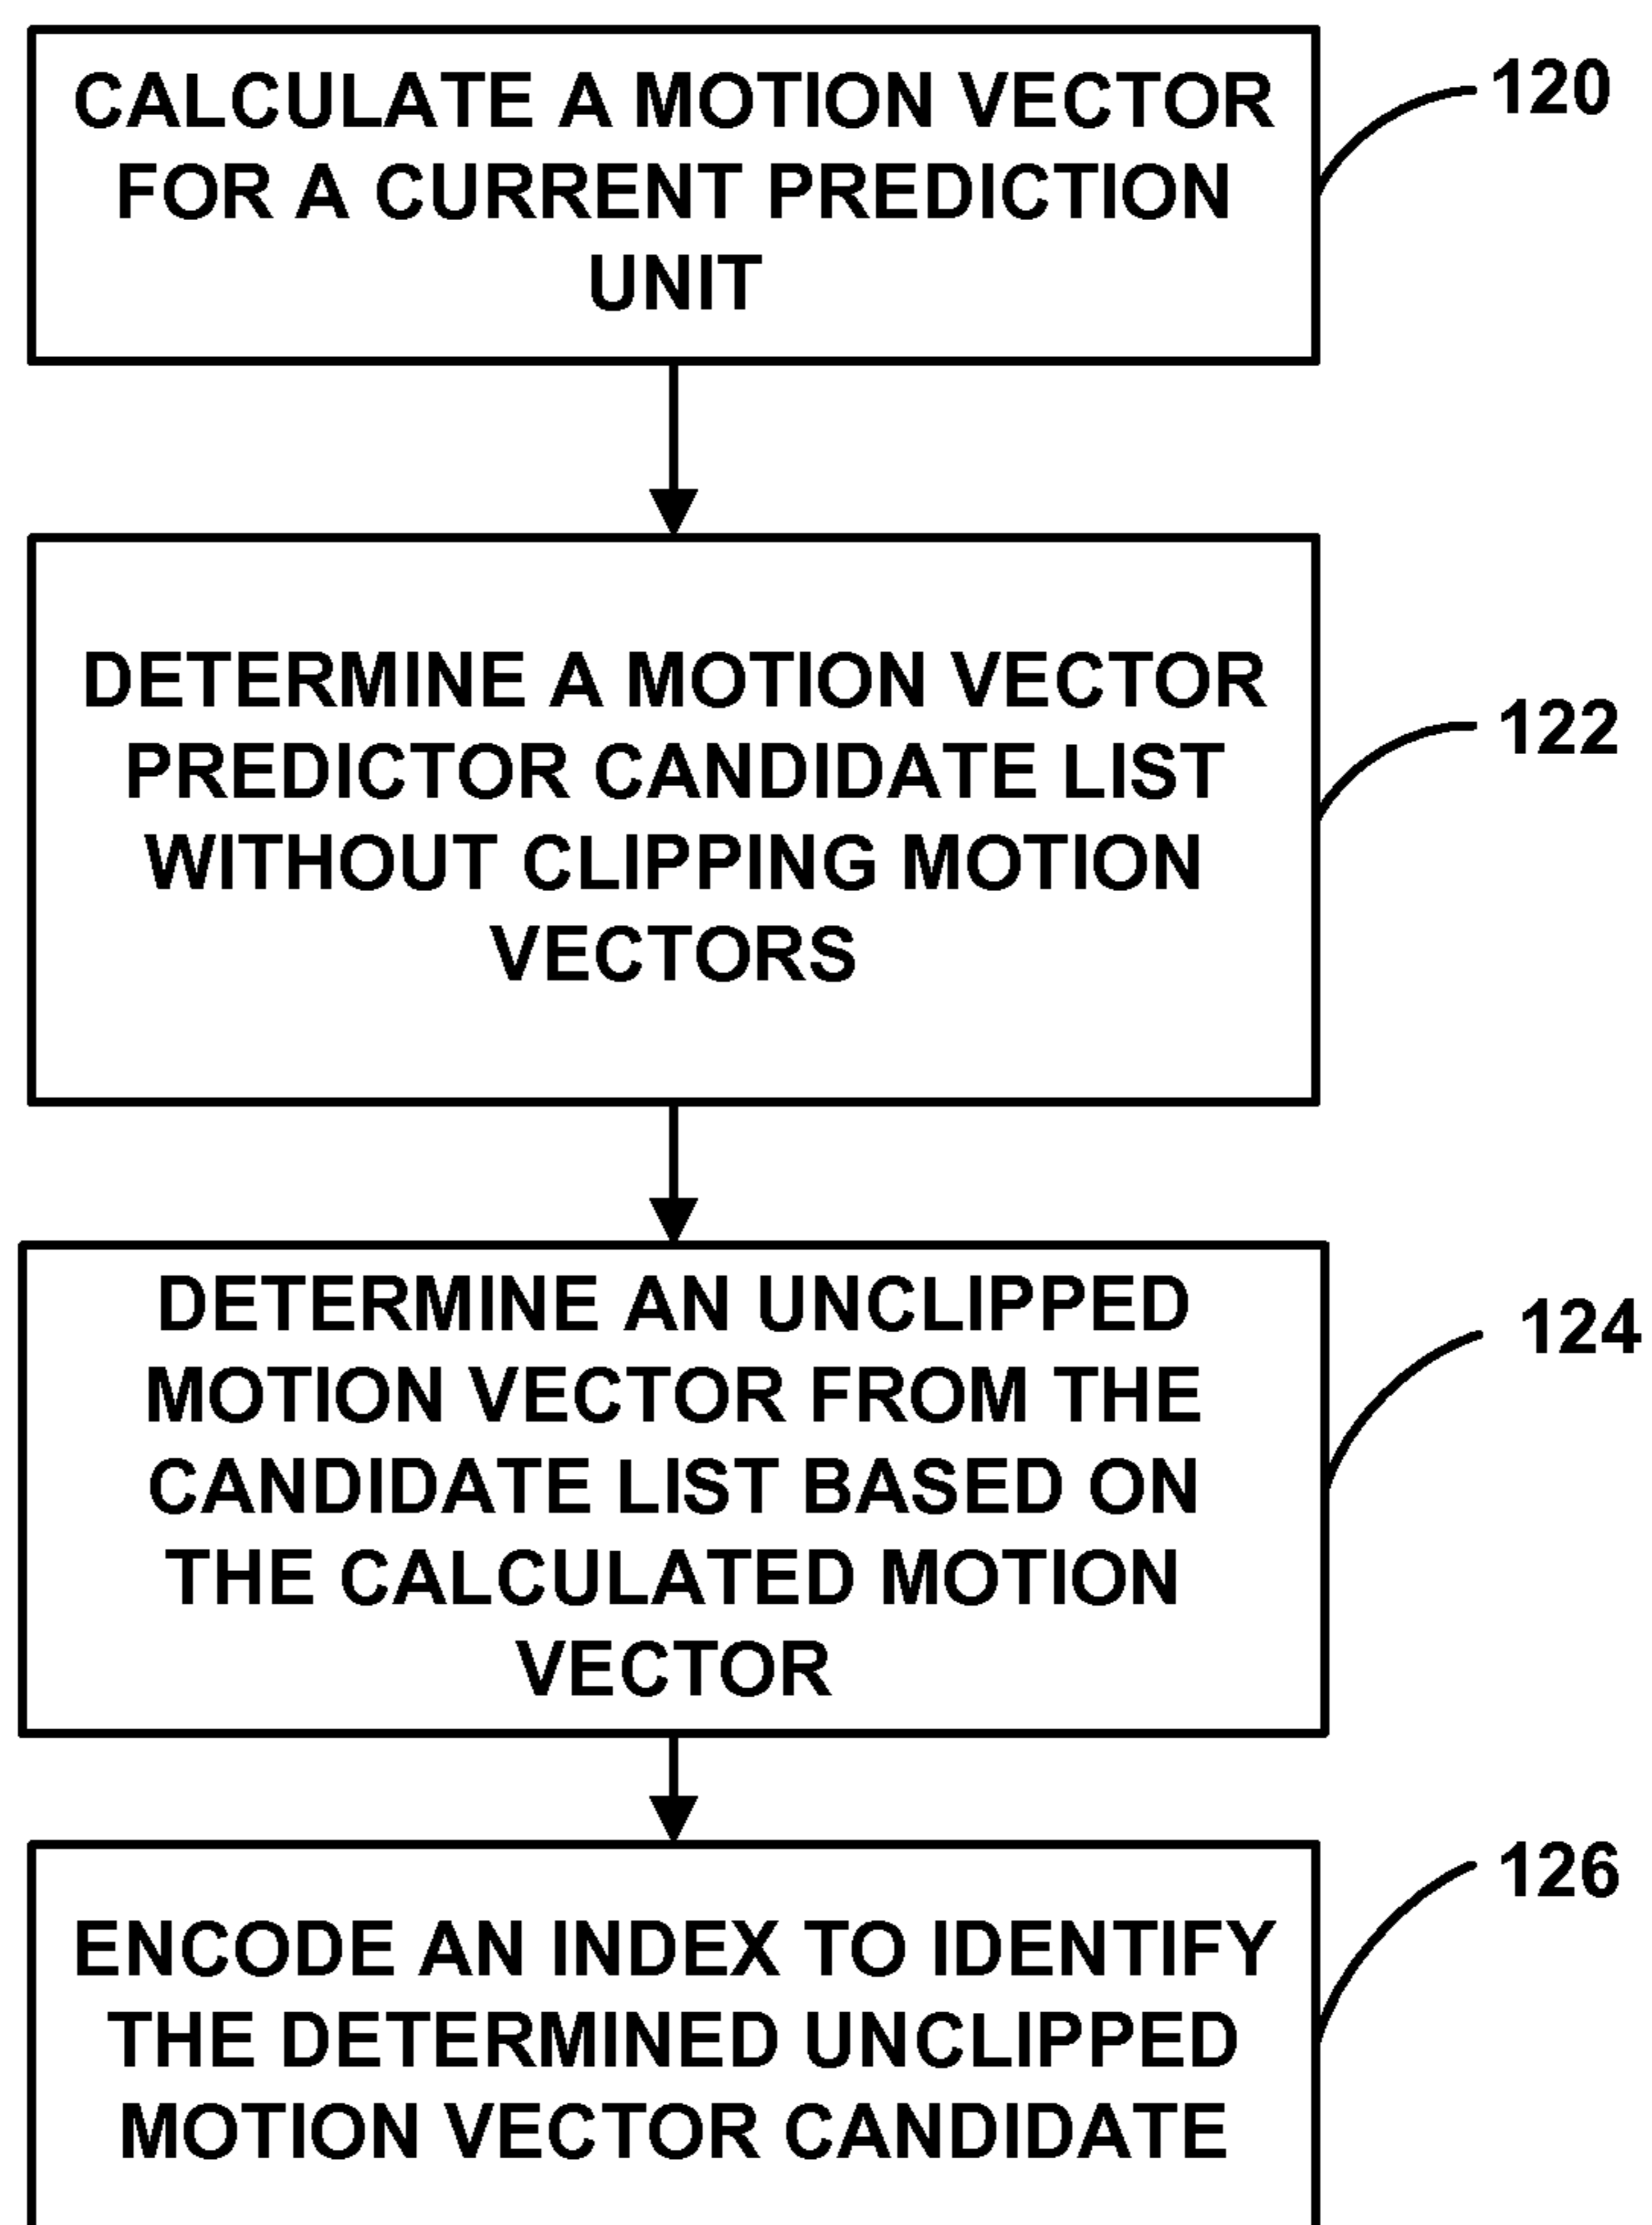 CALCULATE A MOTION VECTOR
FOR A CURRENT PREDICTION
UNIT
120
DETERMINE A MOTION VECTOR
PREDICTOR CANDIDATE LIST
WITHOUT CLIPPING MOTION
VECTORS
122
DETERMINE AN UNCLIPPED
MOTION VECTOR FROM THE
CANDIDATE LIST BASED ON
THE CALCULATED MOTION
VECTOR
124
ENCODE AN INDEX TO IDENTIFY
THE DETERMINED UNCLIPPED
MOTION VECTOR CANDIDATE
126